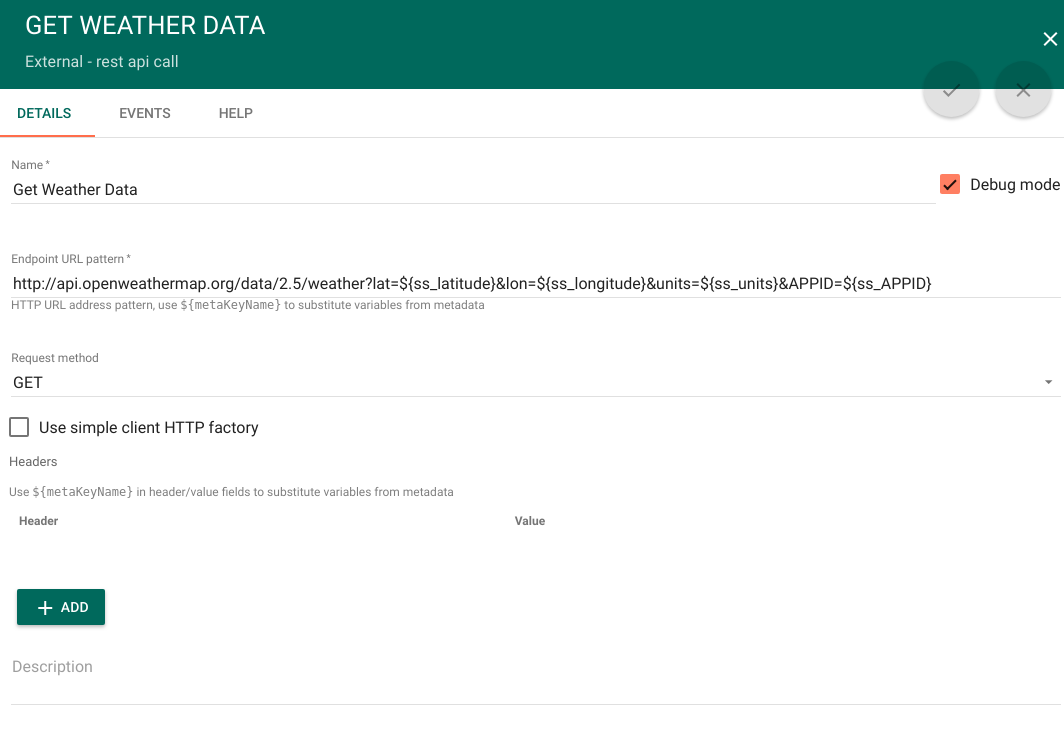 GET WEATHER DATA
External - rest api call
DETAILS EVENTS HELP
Name *
Get Weather Data
Debug mode
Endpoint URL pattern *
http://api.openweathermap.org/data/2.5/weather?lat=${ss_latitude}&lon=${ss_longitude}&units=${ss_units}&APPID=${ss_APPID}
HTTP URL address pattern, use ${metaKeyName} to substitute variables from metadata
Request method
GET
Use simple client HTTP factory
Headers
Use ${metaKeyName} in header/value fields to substitute variables from metadata
Header Value
ADD
Description